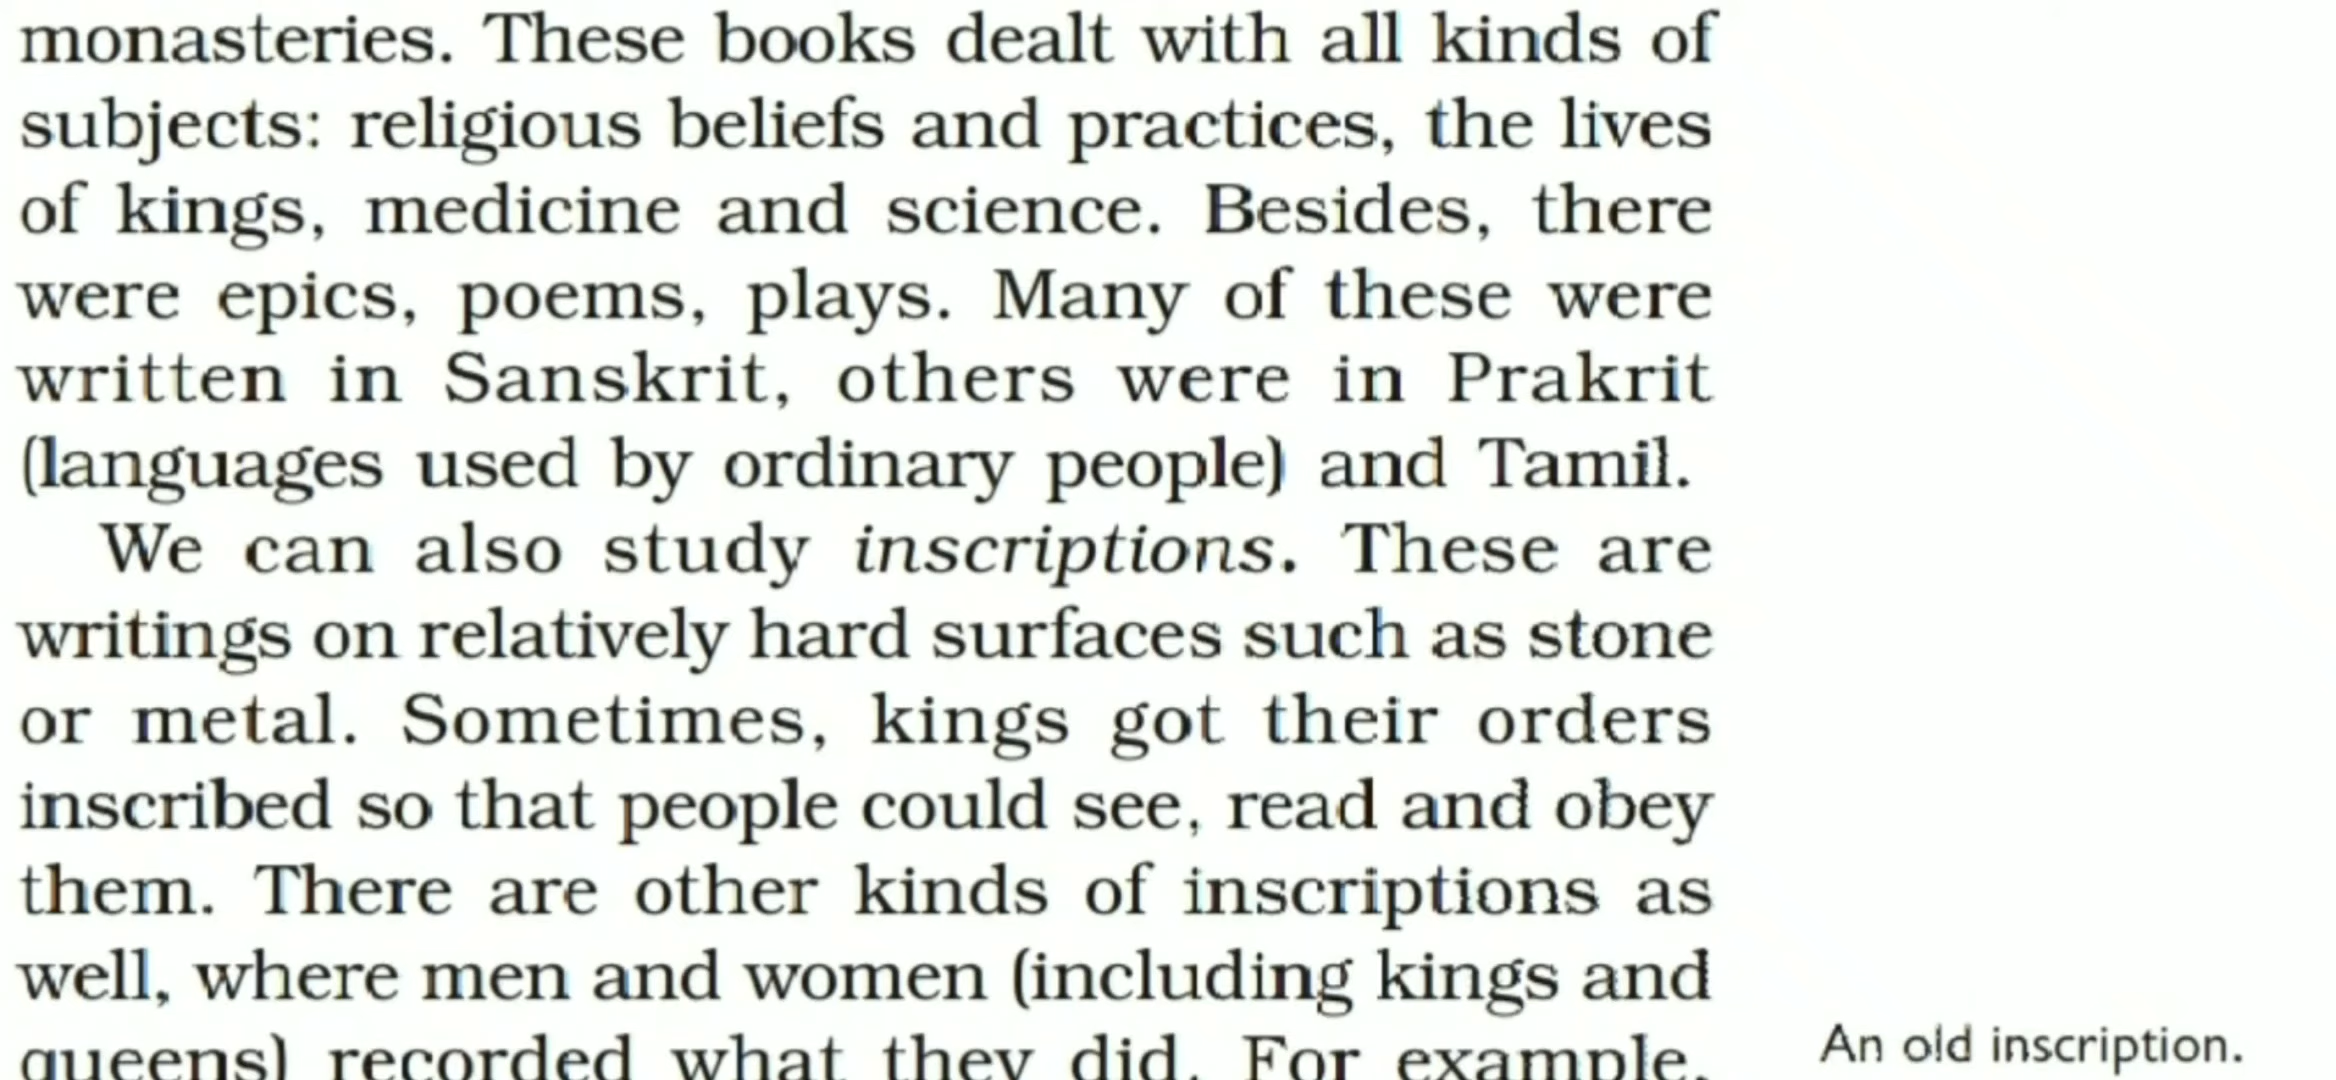 monasteries. These books dealt with all kinds of
subjects: religious beliefs and practices, the lives
of kings, medicine and science. Besides, there
were epics, poems, plays. Many of these were
written in Sanskrit, others were in Prakrit
(languages used by ordinary people) and Tamil.
We can also study inscriptions. These are
writings on relatively hard surfaces such as stone
or metal. Sometimes, kings got their orders
inscribed so that people could see, read and obey
them. There are other kinds of inscriptions as
well, where men and women (including kings and
queens) recorded what they did. For example,
An old inscription.